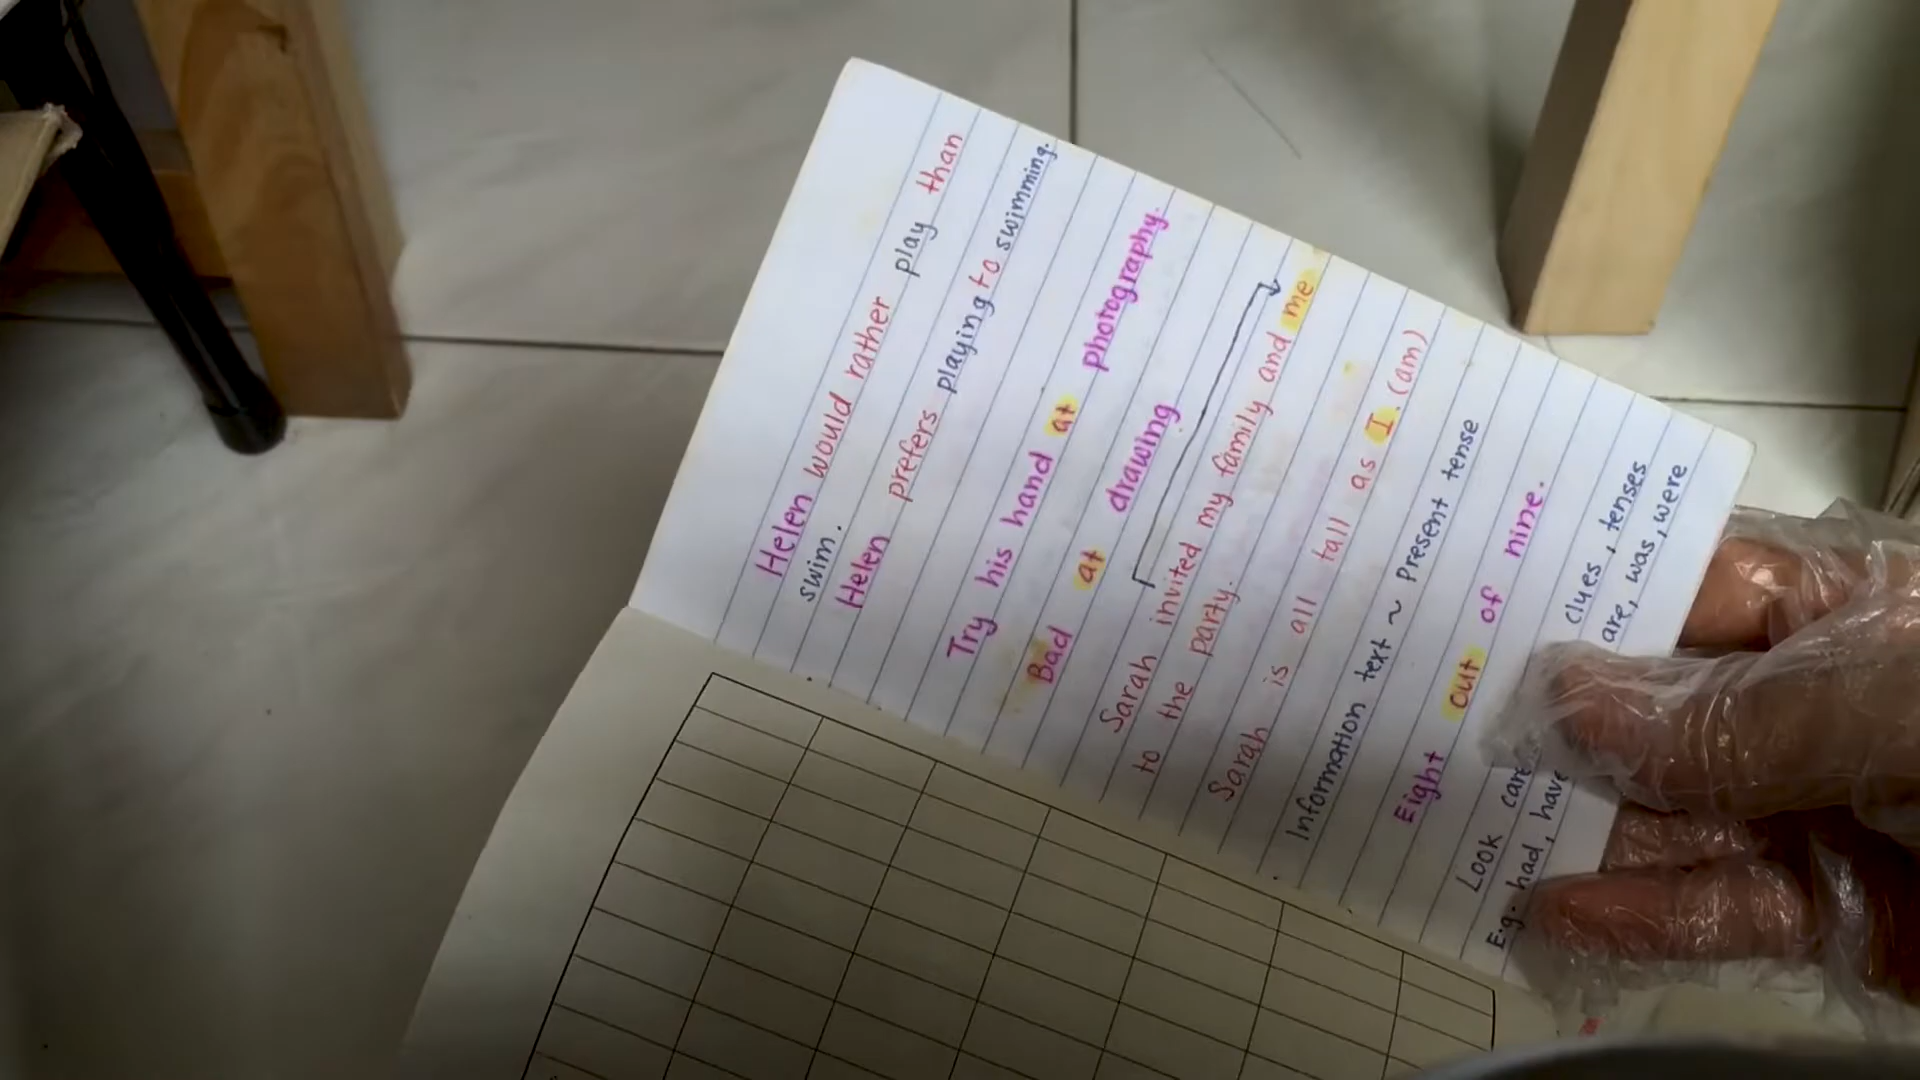 Helen would rather play than
swim.
Helen prefers playing to swimming.
Try his hand at photography.
Bad at drawing
Sarah invited my family and me
to the party.
Sarah is all tall as I. (am)
Information text ~ Present tense
Eight out of nine.
Look clues, tenses
E.g. had, have are, was, were